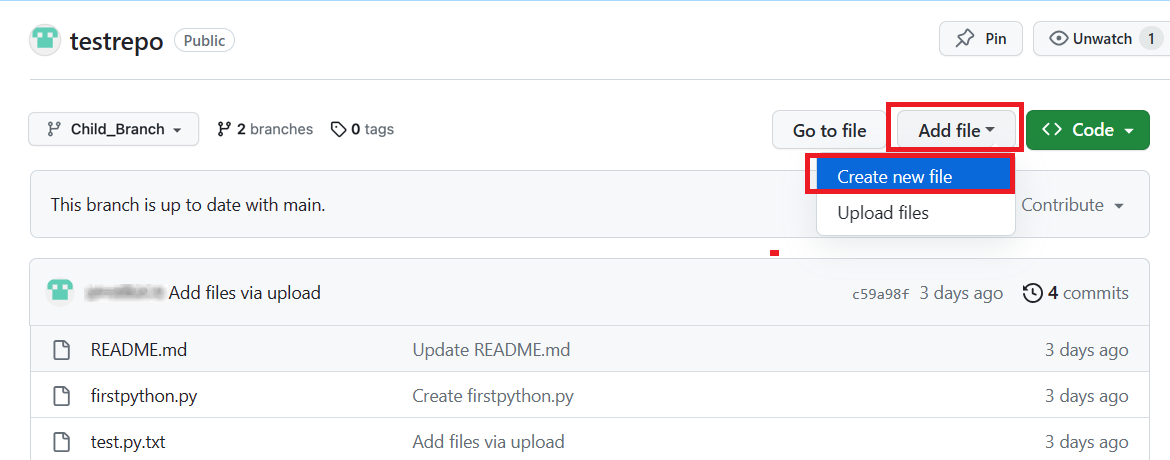 testrepo Public Pin Unwatch 1
Child_Branch 2 branches 0 tags Go to file Add file Code
Create new file
This branch is up to date with main. Contribute
Upload files
Add files via upload c59a98f 3 days ago 4 commits
README.md Update README.md 3 days ago
firstpython.py Create firstpython.py 3 days ago
test.py.txt Add files via upload 3 days ago